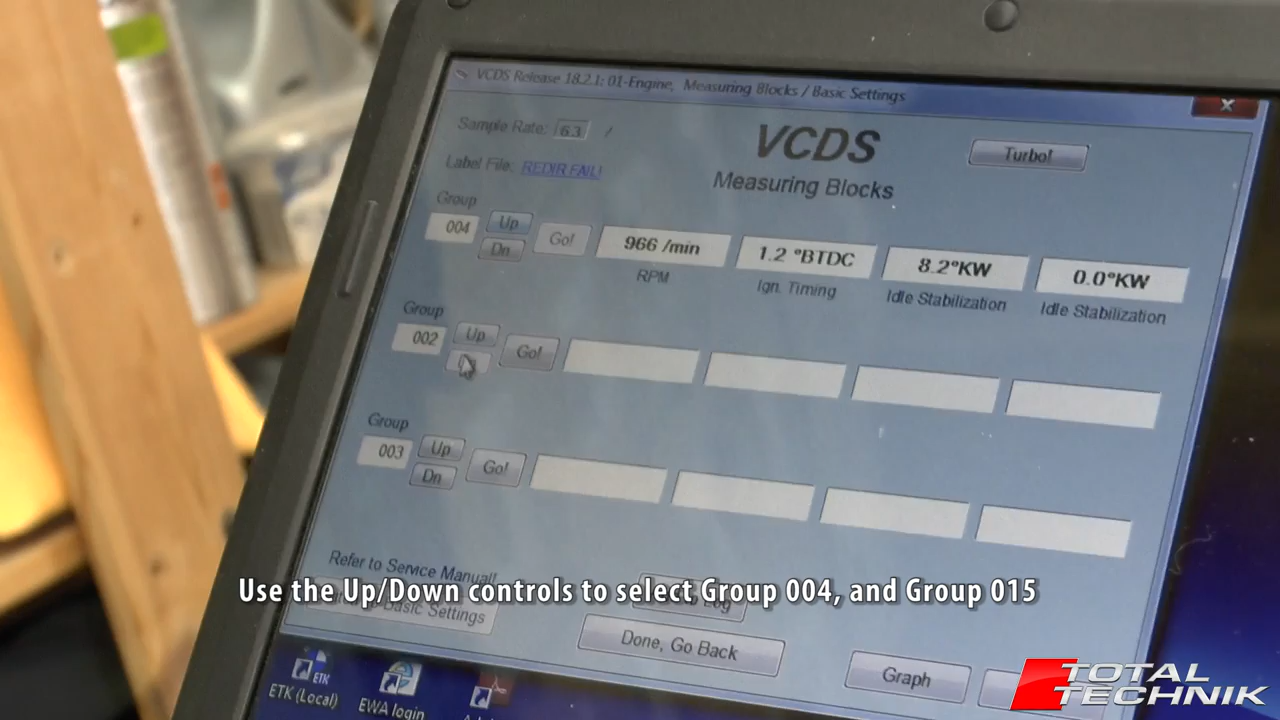 VCDS Release 18.2.1: 01-Engine, Measuring Blocks / Basic Settings
Sample Rate: 6.3 /
VCDS
Turbo!
Label File: REDIR FAIL!
Measuring Blocks
Group
004 Up Dn Go! 966 /min 1.2 °BTDC 8.2°KW 0.0°KW
RPM Ign. Timing Idle Stabilization Idle Stabilization
Group
002 Up Go!
Group
003 Up Dn Go!
Refer to Service Manual!
Use the Up/Down controls to select Group 004, and Group 015
Basic Settings
Log
Done, Go Back
Graph
ETK
ETK (Local)
EWA login
TOTAL
TECHNIK